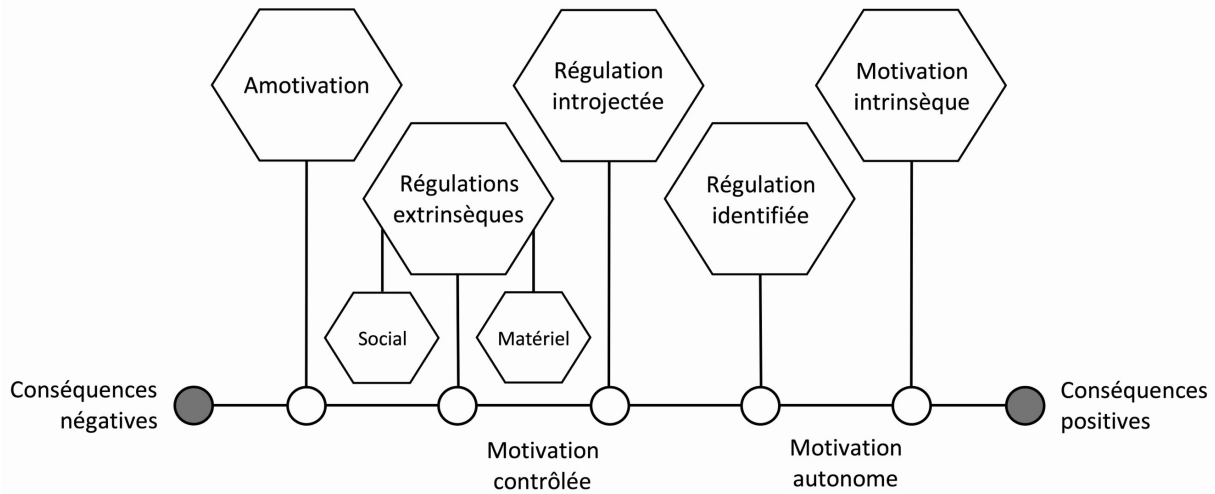 Amotivation
Régulation
introjectée
Motivation
intrinsèque
Régulations
extrinsèques
Régulation
identifiée
Social
Matériel
Conséquences
négatives
Conséquences
positives
Motivation
contrôlée
Motivation
autonome